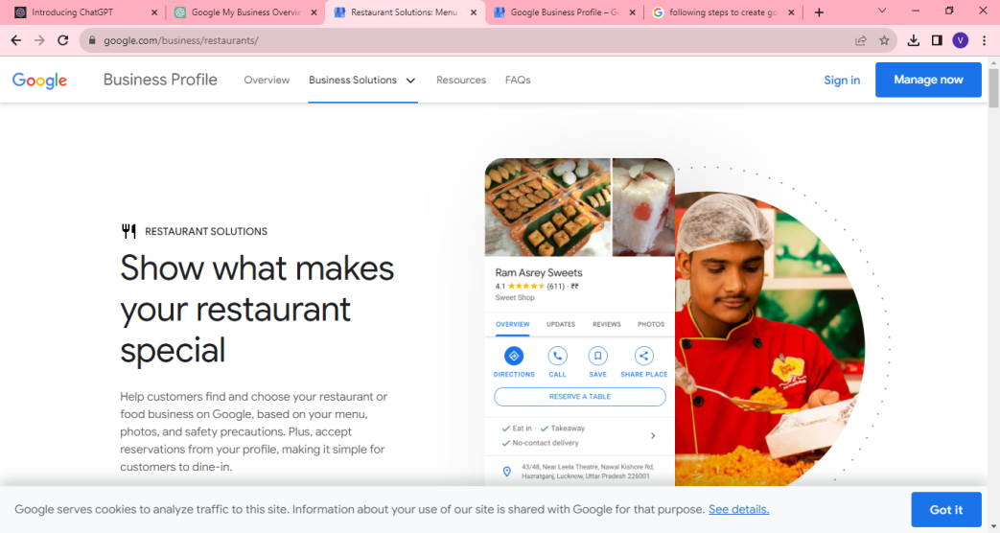 Introducing ChatGPT
Google My Business Overvie
Restaurant Solutions: Menu
Google Business Profile – Ge
following steps to create go
google.com/business/restaurants/
V
Google
Business Profile
Overview
Business Solutions
Resources
FAQs
Sign in
Manage now
RESTAURANT SOLUTIONS
Show what makes
your restaurant
special
Help customers find and choose your restaurant or
food business on Google, based on your menu,
photos, and safety precautions. Plus, accept
reservations from your profile, making it simple for
customers to dine-in.
Ram Asrey Sweets
4.1 ★★★★★ (611) · ₹₹
Sweet Shop
OVERVIEW UPDATES REVIEWS PHOTOS
DIRECTIONS CALL SAVE SHARE PLACE
RESERVE A TABLE
✓ Eat in · ✓ Takeaway
✓ No-contact delivery
43/48, Near Leela Theatre, Nawal Kishore Rd,
Hazratganj, Lucknow, Uttar Pradesh 226001
Google serves cookies to analyze traffic to this site. Information about your use of our site is shared with Google for that purpose. See details.
Got it